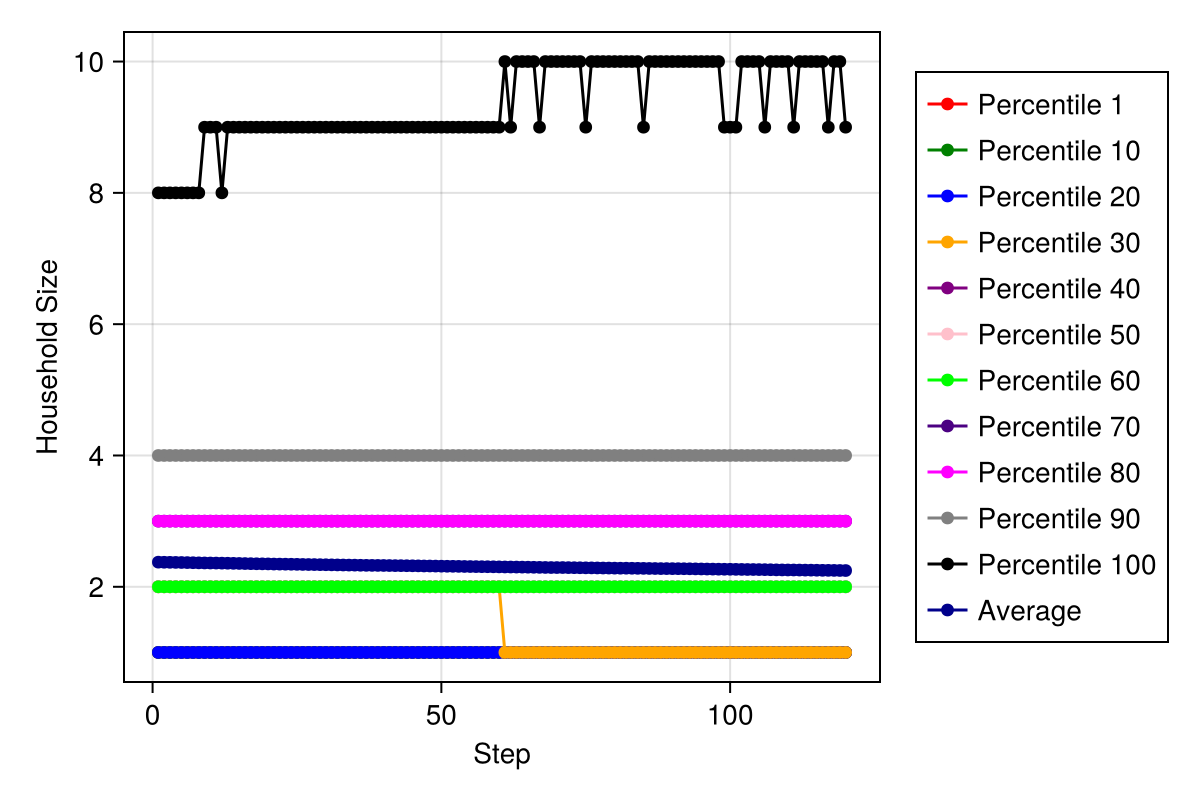 10
8
6
4
2
Household Size
0
50
100
Step
Percentile 1
Percentile 10
Percentile 20
Percentile 30
Percentile 40
Percentile 50
Percentile 60
Percentile 70
Percentile 80
Percentile 90
Percentile 100
Average